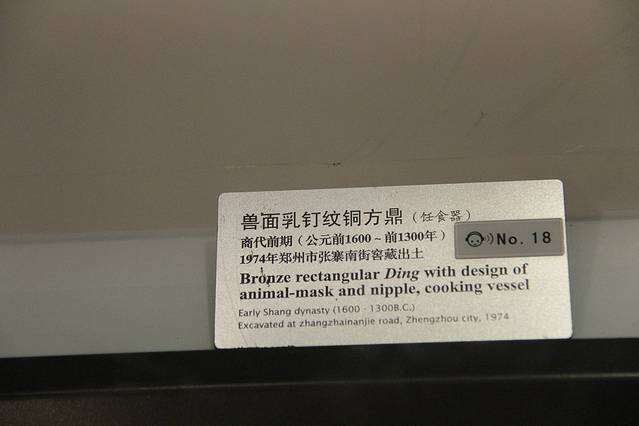 兽面乳钉纹铜方鼎（饪食器）
商代前期（公元前1600～前1300年）
No. 18
1974年郑州市张寨南街窖藏出土
Bronze rectangular Ding with design of
animal-mask and nipple, cooking vessel
Early Shang dynasty (1600 - 1300B.C.)
Excavated at zhangzhainanjie road, Zhengzhou city, 1974